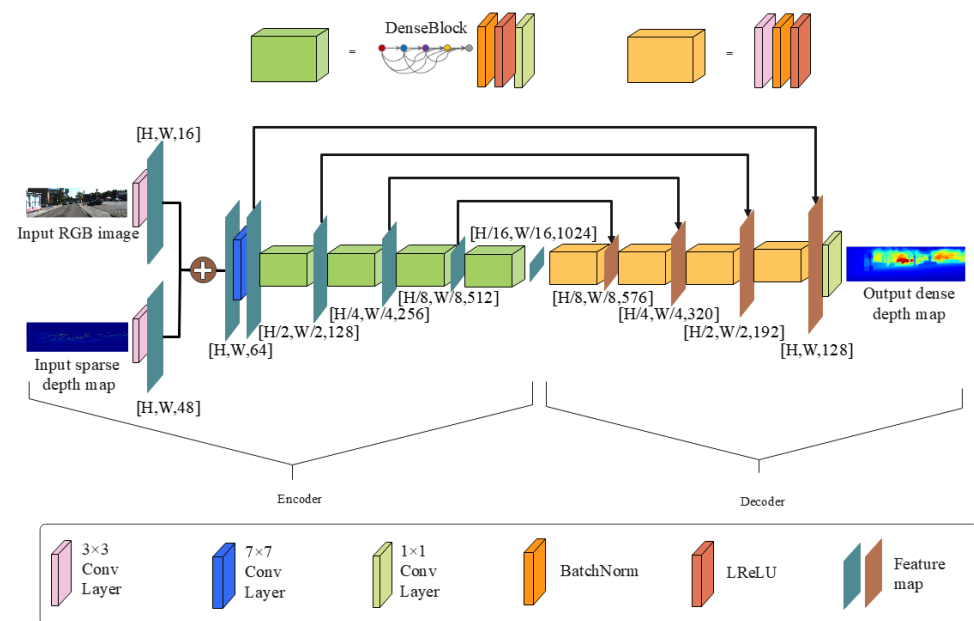 DenseBlock
=
=
[H,W,16]
Input RGB image
[H/16,W/16,1024]
[H/8,W/8,512]
[H/8,W/8,576]
[H/4,W/4,256]
[H/4,W/4,320]
[H/2,W/2,128]
[H/2,W/2,192]
[H,W,64]
[H,W,128]
Output dense
depth map
Input sparse
depth map
[H,W,48]
Encoder
Decoder
3×3
Conv
Layer
7×7
Conv
Layer
1×1
Conv
Layer
BatchNorm
LReLU
Feature
map